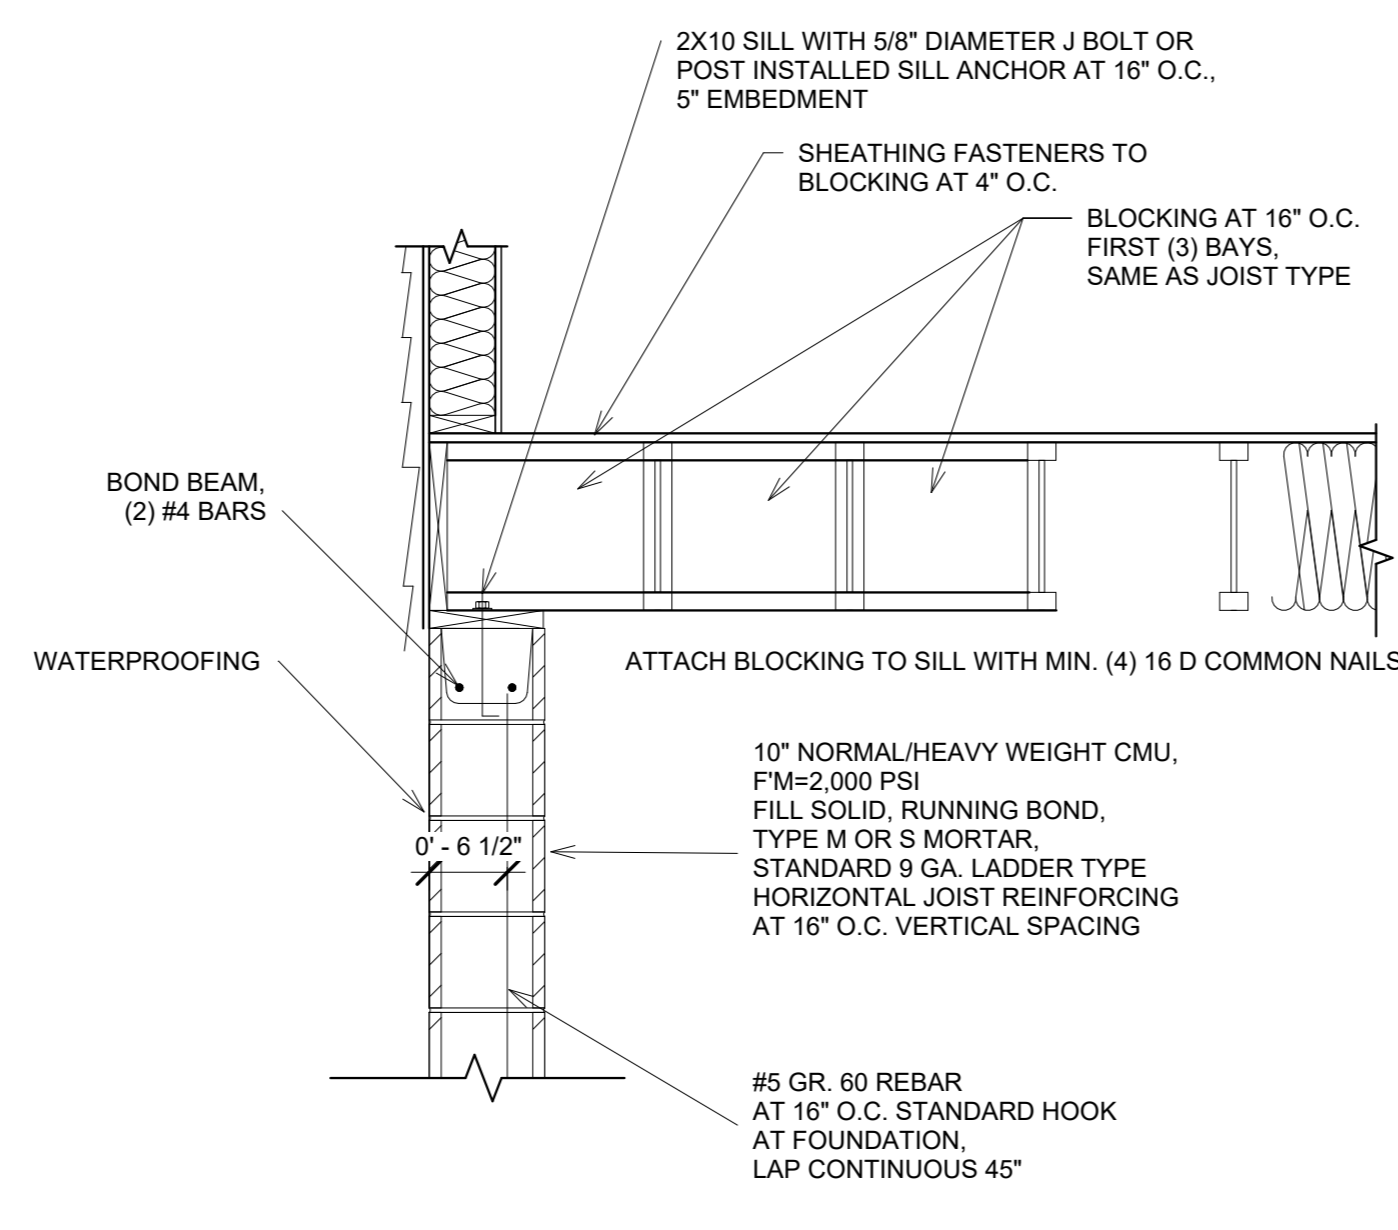 2X10 SILL WITH 5/8" DIAMETER J BOLT OR
POST INSTALLED SILL ANCHOR AT 16" O.C.,
5" EMBEDMENT
SHEATHING FASTENERS TO
BLOCKING AT 4" O.C.
BLOCKING AT 16" O.C.
FIRST (3) BAYS,
SAME AS JOIST TYPE
BOND BEAM,
(2) #4 BARS
WATERPROOFING
ATTACH BLOCKING TO SILL WITH MIN. (4) 16 D COMMON NAILS
10" NORMAL/HEAVY WEIGHT CMU,
F'M=2,000 PSI
FILL SOLID, RUNNING BOND,
TYPE M OR S MORTAR,
STANDARD 9 GA. LADDER TYPE
HORIZONTAL JOIST REINFORCING
AT 16" O.C. VERTICAL SPACING
0' - 6 1/2"
#5 GR. 60 REBAR
AT 16" O.C. STANDARD HOOK
AT FOUNDATION,
LAP CONTINUOUS 45"